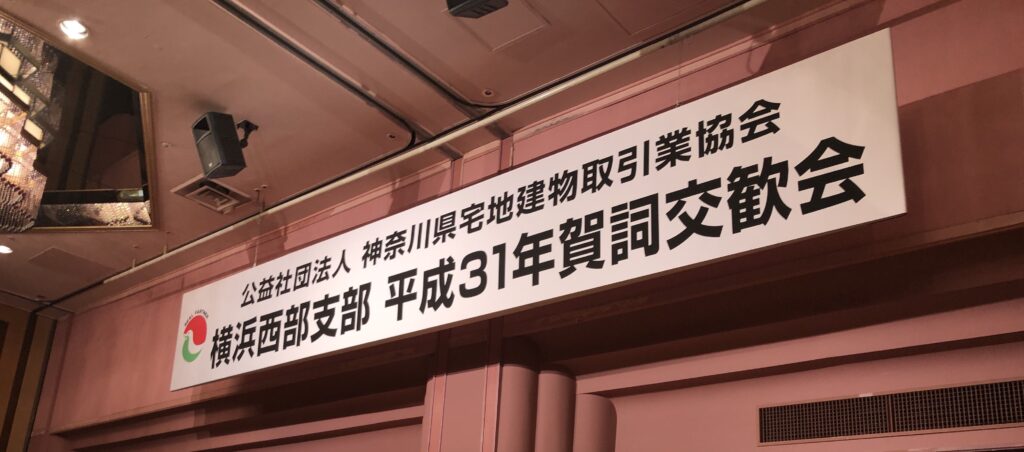 公益社団法人 神奈川県宅地建物取引業協会
横浜西部支部 平成31年賀詞交歓会